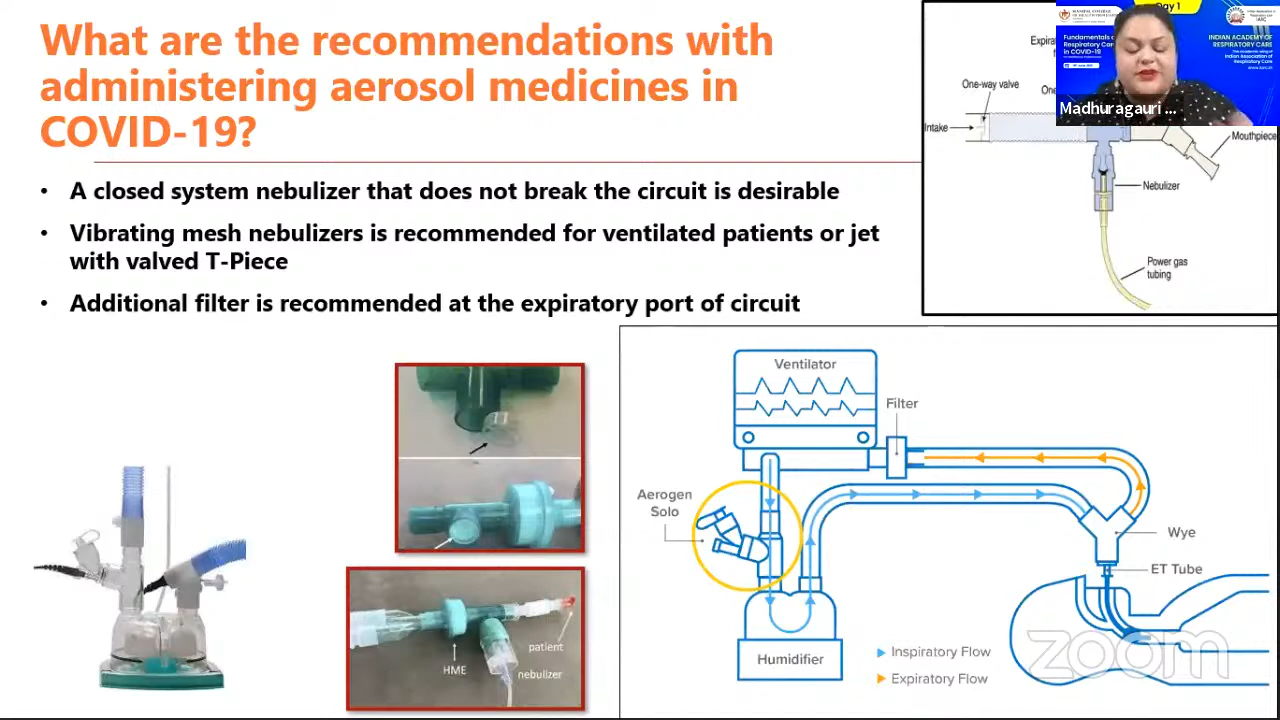 What are the recommendations with
administering aerosol medicines in
COVID-19?
• A closed system nebulizer that does not break the circuit is desirable
• Vibrating mesh nebulizers is recommended for ventilated patients or jet
with valved T-Piece
• Additional filter is recommended at the expiratory port of circuit
One-way valve
Intake
Mouthpiece
Nebulizer
Power gas
tubing
Day 1
Fundamentals
Respiratory Car
in COVID-19
INDIAN ACADEMY OF
RESPIRATORY CARE
Madhuragauri ...
patient
HME
nebulizer
Ventilator
Filter
Aerogen
Solo
Wye
ET Tube
Humidifier
Inspiratory Flow
Expiratory Flow
zoom